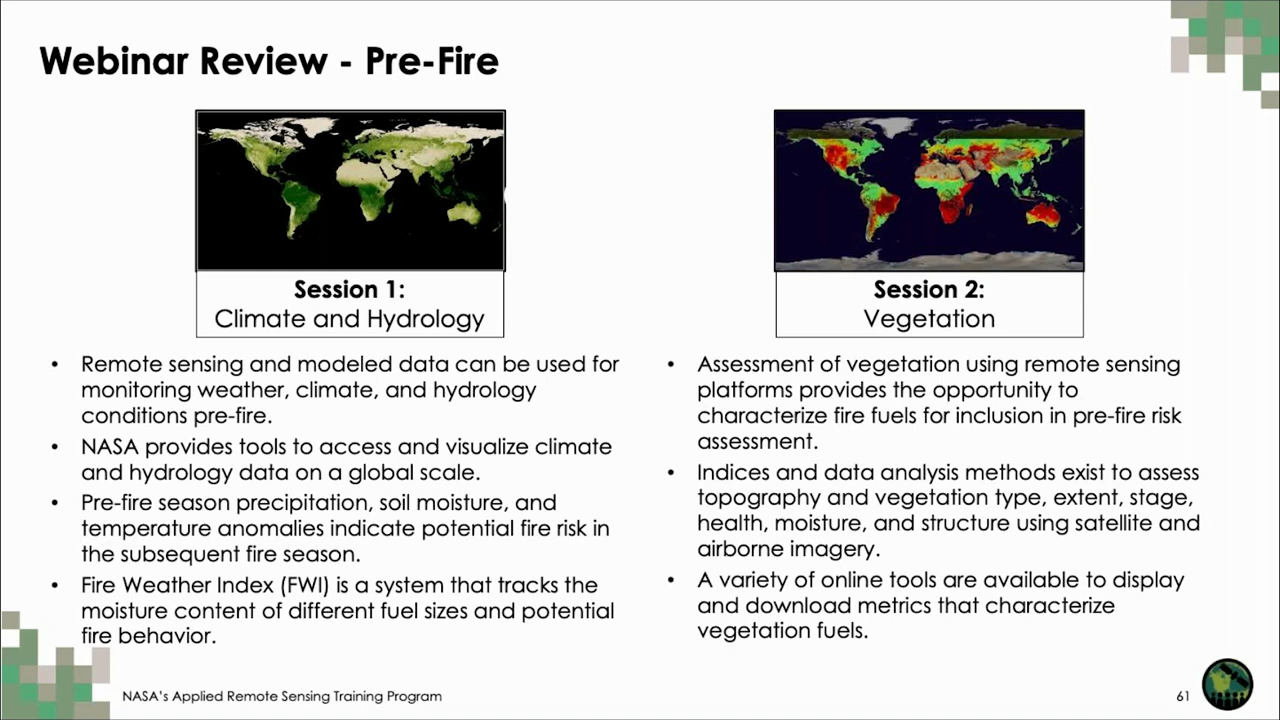 Webinar Review - Pre-Fire
Session 1:
Climate and Hydrology
• Remote sensing and modeled data can be used for
monitoring weather, climate, and hydrology
conditions pre-fire.
• NASA provides tools to access and visualize climate
and hydrology data on a global scale.
• Pre-fire season precipitation, soil moisture, and
temperature anomalies indicate potential fire risk in
the subsequent fire season.
• Fire Weather Index (FWI) is a system that tracks the
moisture content of different fuel sizes and potential
fire behavior.
Session 2:
Vegetation
• Assessment of vegetation using remote sensing
platforms provides the opportunity to
characterize fire fuels for inclusion in pre-fire risk
assessment.
• Indices and data analysis methods exist to assess
topography and vegetation type, extent, stage,
health, moisture, and structure using satellite and
airborne imagery.
• A variety of online tools are available to display
and download metrics that characterize
vegetation fuels.
NASA's Applied Remote Sensing Training Program
61